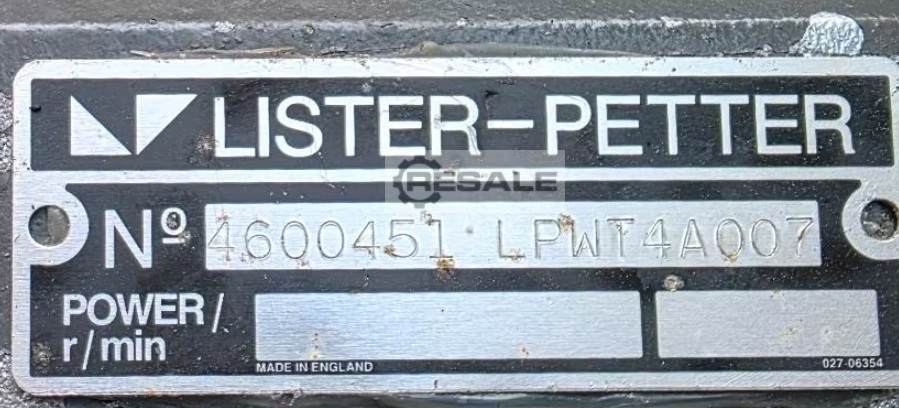 LISTER-PETTER
RESALE
Nº 4600451 LPWT4A007
POWER/
r/min
MADE IN ENGLAND
027-06354